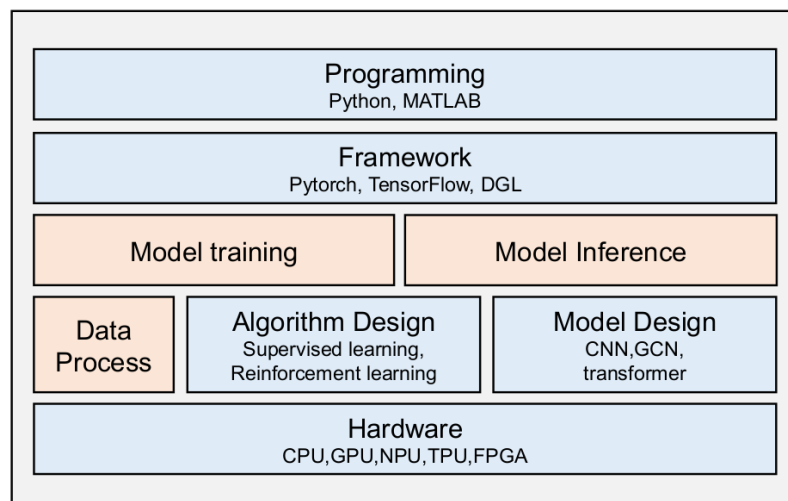 Programming
Python, MATLAB
Framework
Pytorch, TensorFlow, DGL
Model training
Model Inference
Data
Process
Algorithm Design
Supervised learning,
Reinforcement learning
Model Design
CNN,GCN,
transformer
Hardware
CPU,GPU,NPU,TPU,FPGA